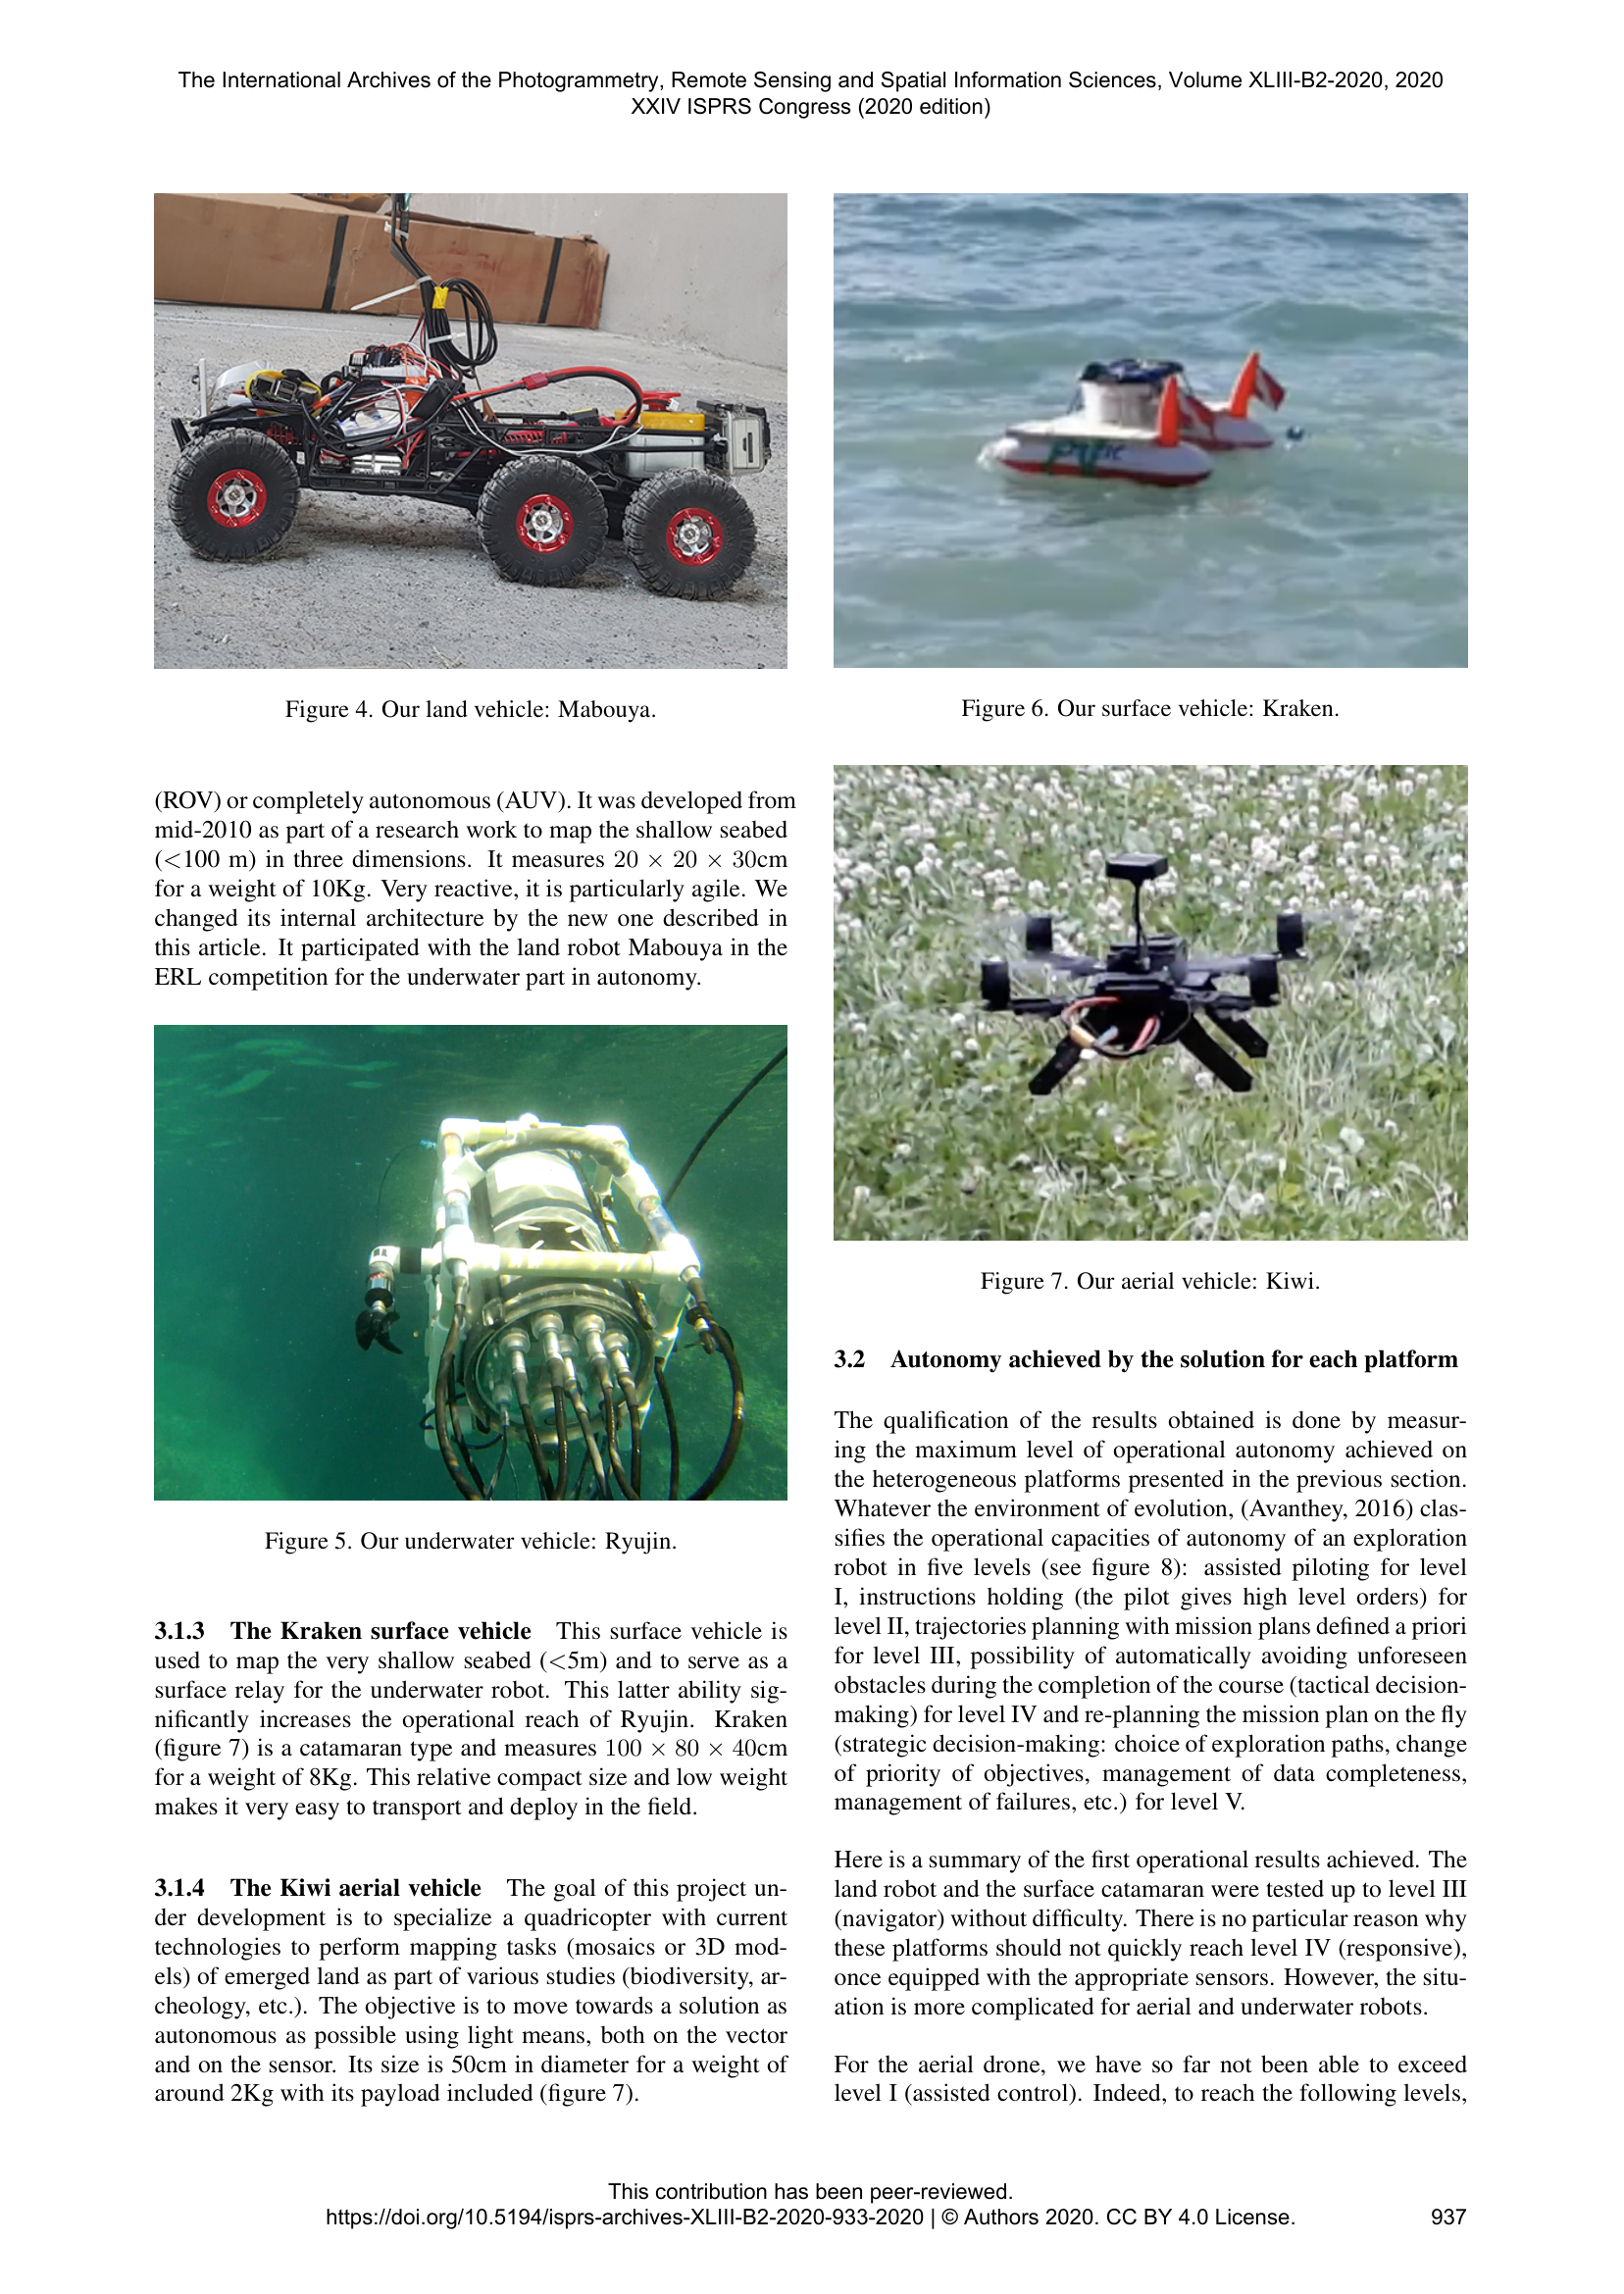 The International Archives of the Photogrammetry, Remote Sensing and Spatial Information Sciences, Volume XLIII-B2-2020, 2020
XXIV ISPRS Congress (2020 edition)
Figure 4. Our land vehicle: Mabouya.
(ROV) or completely autonomous (AUV). It was developed from
mid-2010 as part of a research work to map the shallow seabed
(<100 m) in three dimensions. It measures 20 × 20 × 30cm
for a weight of 10Kg. Very reactive, it is particularly agile. We
changed its internal architecture by the new one described in
this article. It participated with the land robot Mabouya in the
ERL competition for the underwater part in autonomy.
Figure 5. Our underwater vehicle: Ryujin.
3.1.3 The Kraken surface vehicle This surface vehicle is
used to map the very shallow seabed (<5m) and to serve as a
surface relay for the underwater robot. This latter ability sig-
nificantly increases the operational reach of Ryujin. Kraken
(figure 7) is a catamaran type and measures 100 × 80 × 40cm
for a weight of 8Kg. This relative compact size and low weight
makes it very easy to transport and deploy in the field.
3.1.4 The Kiwi aerial vehicle The goal of this project un-
der development is to specialize a quadricopter with current
technologies to perform mapping tasks (mosaics or 3D mod-
els) of emerged land as part of various studies (biodiversity, ar-
cheology, etc.). The objective is to move towards a solution as
autonomous as possible using light means, both on the vector
and on the sensor. Its size is 50cm in diameter for a weight of
around 2Kg with its payload included (figure 7).
Figure 6. Our surface vehicle: Kraken.
Figure 7. Our aerial vehicle: Kiwi.
3.2 Autonomy achieved by the solution for each platform
The qualification of the results obtained is done by measur-
ing the maximum level of operational autonomy achieved on
the heterogeneous platforms presented in the previous section.
Whatever the environment of evolution, (Avanthey, 2016) clas-
sifies the operational capacities of autonomy of an exploration
robot in five levels (see figure 8): assisted piloting for level
I, instructions holding (the pilot gives high level orders) for
level II, trajectories planning with mission plans defined a priori
for level III, possibility of automatically avoiding unforeseen
obstacles during the completion of the course (tactical decision-
making) for level IV and re-planning the mission plan on the fly
(strategic decision-making: choice of exploration paths, change
of priority of objectives, management of data completeness,
management of failures, etc.) for level V.
Here is a summary of the first operational results achieved. The
land robot and the surface catamaran were tested up to level III
(navigator) without difficulty. There is no particular reason why
these platforms should not quickly reach level IV (responsive),
once equipped with the appropriate sensors. However, the situ-
ation is more complicated for aerial and underwater robots.
For the aerial drone, we have so far not been able to exceed
level I (assisted control). Indeed, to reach the following levels,
This contribution has been peer-reviewed.
https://doi.org/10.5194/isprs-archives-XLIII-B2-2020-933-2020 | © Authors 2020. CC BY 4.0 License.
937